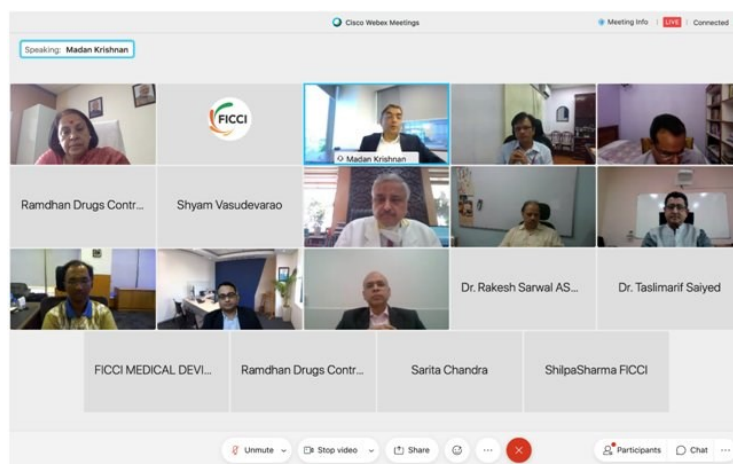 Cisco Webex Meetings
Meeting Info
LIVE
Connected
Speaking: Madan Krishnan
FICCI
Madan Krishnan
Ramdhan Drugs Contr...
Shyam Vasudevarao
Dr. Rakesh Sarwal AS...
Dr. Taslimarif Saiyed
FICCI MEDICAL DEVI...
Ramdhan Drugs Contr...
Sarita Chandra
ShilpaSharma FICCI
Unmute
Stop video
Share
Participants
Chat